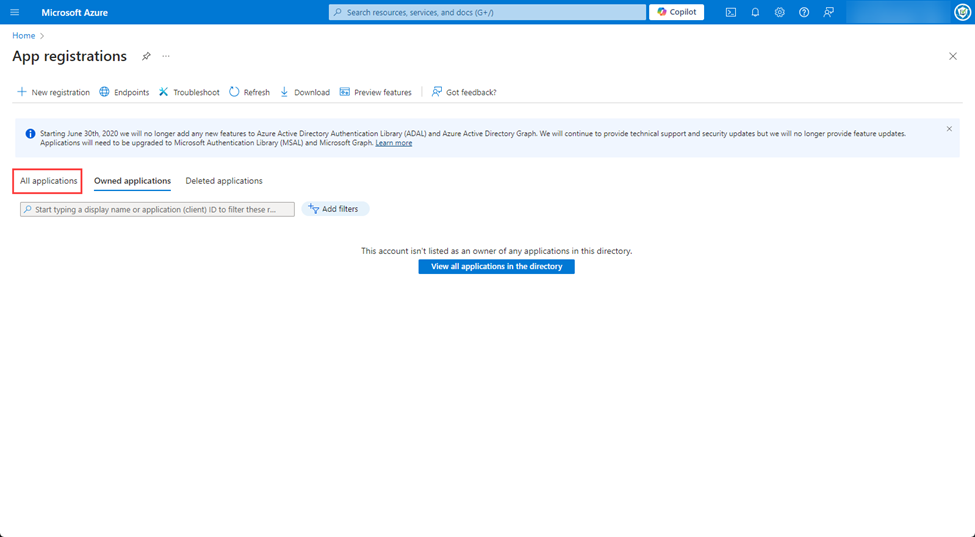 Microsoft Azure
Search resources, services, and docs (G+/)
Copilot
Home
App registrations
New registration
Endpoints
Troubleshoot
Refresh
Download
Preview features
Got feedback?
Starting June 30th, 2020 we will no longer add any new features to Azure Active Directory Authentication Library (ADAL) and Azure Active Directory Graph. We will continue to provide technical support and security updates but we will no longer provide feature updates.
Applications will need to be upgraded to Microsoft Authentication Library (MSAL) and Microsoft Graph. Learn more
All applications
Owned applications
Deleted applications
Start typing a display name or application (client) ID to filter these r...
Add filters
This account isn't listed as an owner of any applications in this directory.
View all applications in the directory